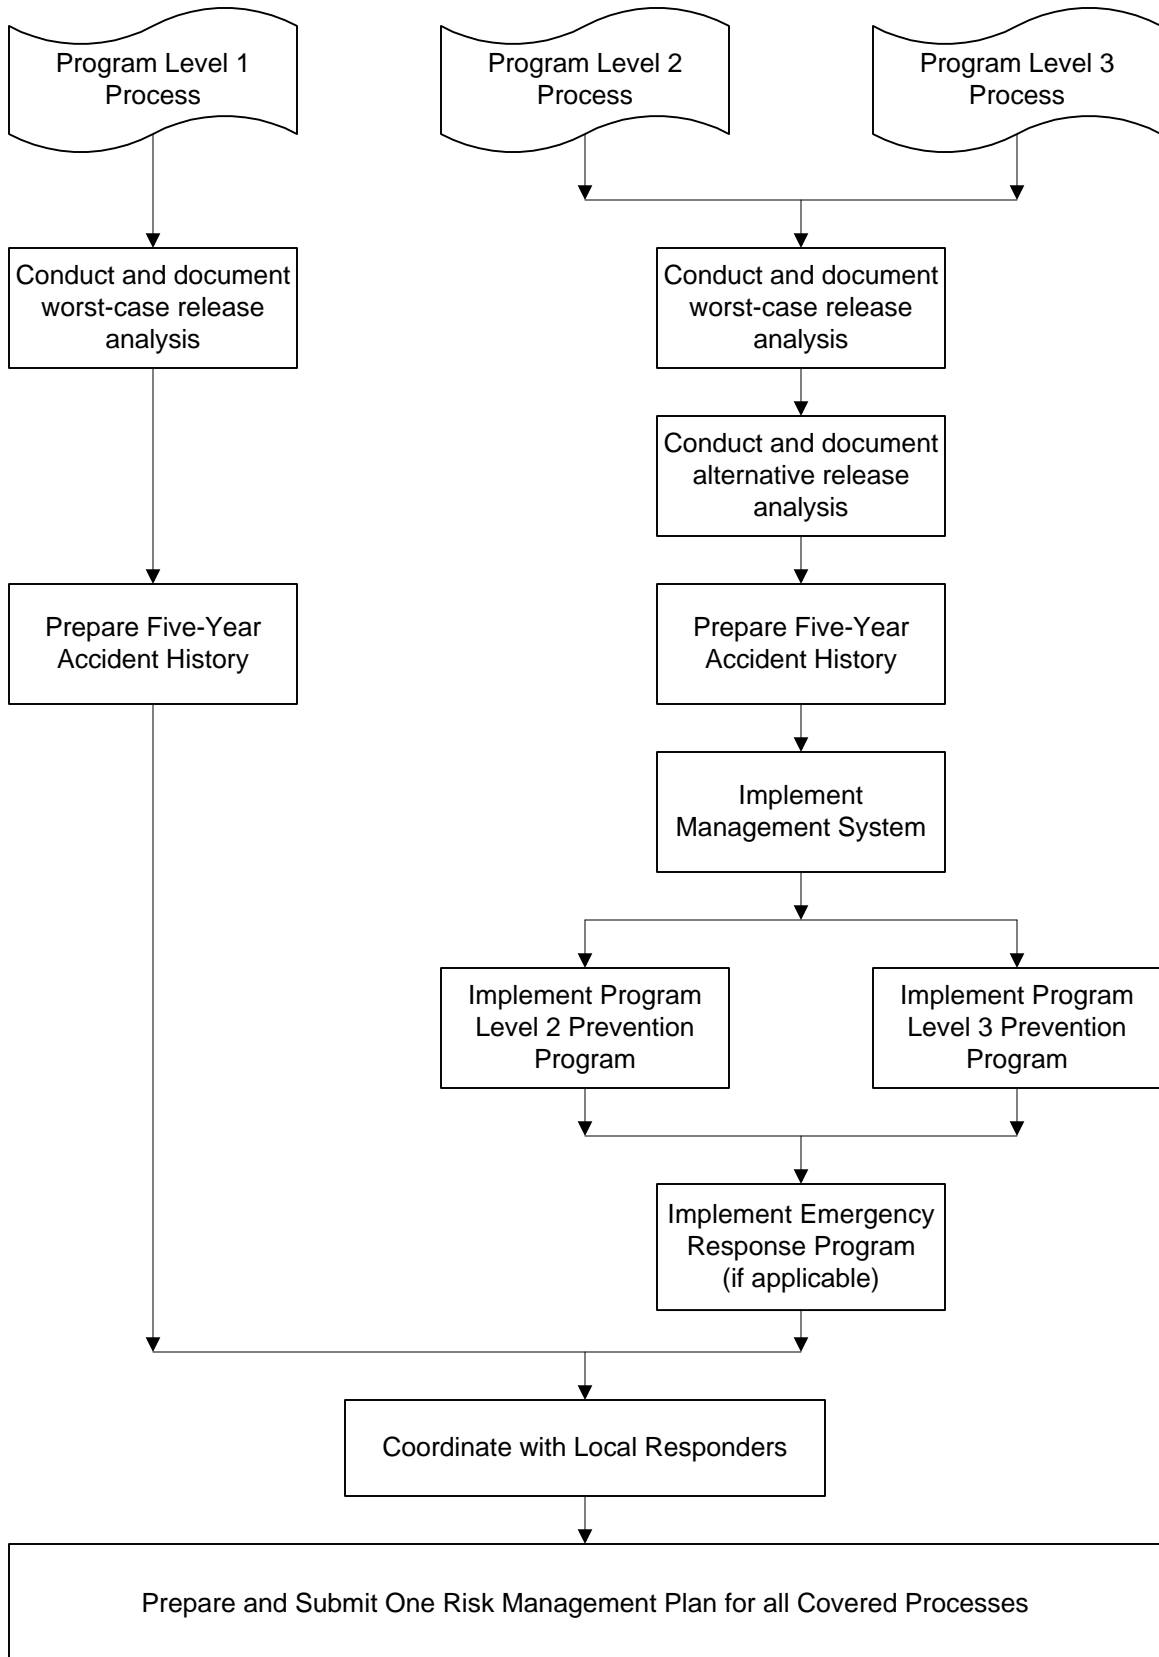 Program Level 1
Process
Program Level 2
Process
Program Level 3
Process
Conduct and document
worst-case release
analysis
Conduct and document
worst-case release
analysis
Conduct and document
alternative release
analysis
Prepare Five-Year
Accident History
Prepare Five-Year
Accident History
Implement
Management System
Implement Program
Level 2 Prevention
Program
Implement Program
Level 3 Prevention
Program
Implement Emergency
Response Program
(if applicable)
Coordinate with Local Responders
Prepare and Submit One Risk Management Plan for all Covered Processes